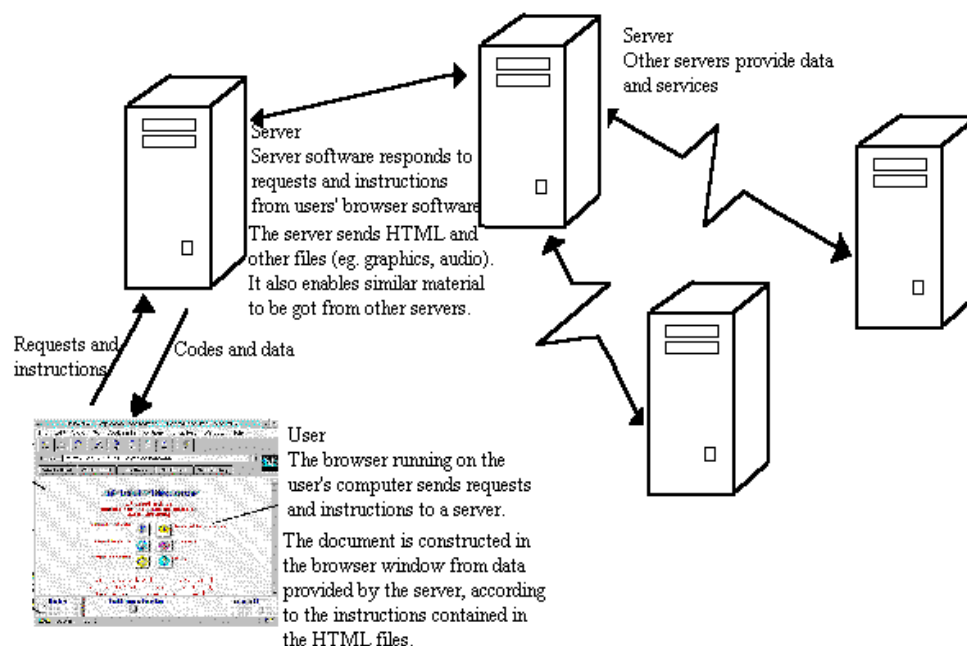 Server
Other servers provide data
and services
Server
Server software responds to
requests and instructions
from users' browser software
The server sends HTML and
other files (eg. graphics, audio).
It also enables similar material
to be got from other servers.
Requests and
instructions
Codes and data
User
The browser running on the
user's computer sends requests
and instructions to a server.
The document is constructed in
the browser window from data
provided by the server, according
to the instructions contained in
the HTML files.